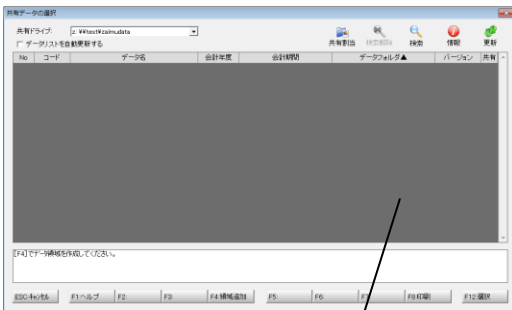 共有データの選択
共有ドライブ: z: ¥¥test¥zaimudata
データリストを自動更新する
共有割当 検索解除 検索 情報 更新
No コード データ名 会計年度 会計期間 データフォルダ▲ バージョン 共有
[F4]でデータ領域を作成してください。
ESC:キャンセル F1:ヘルプ F2: F3: F4:領域追加 F5: F6: F8:印刷 F12:選択